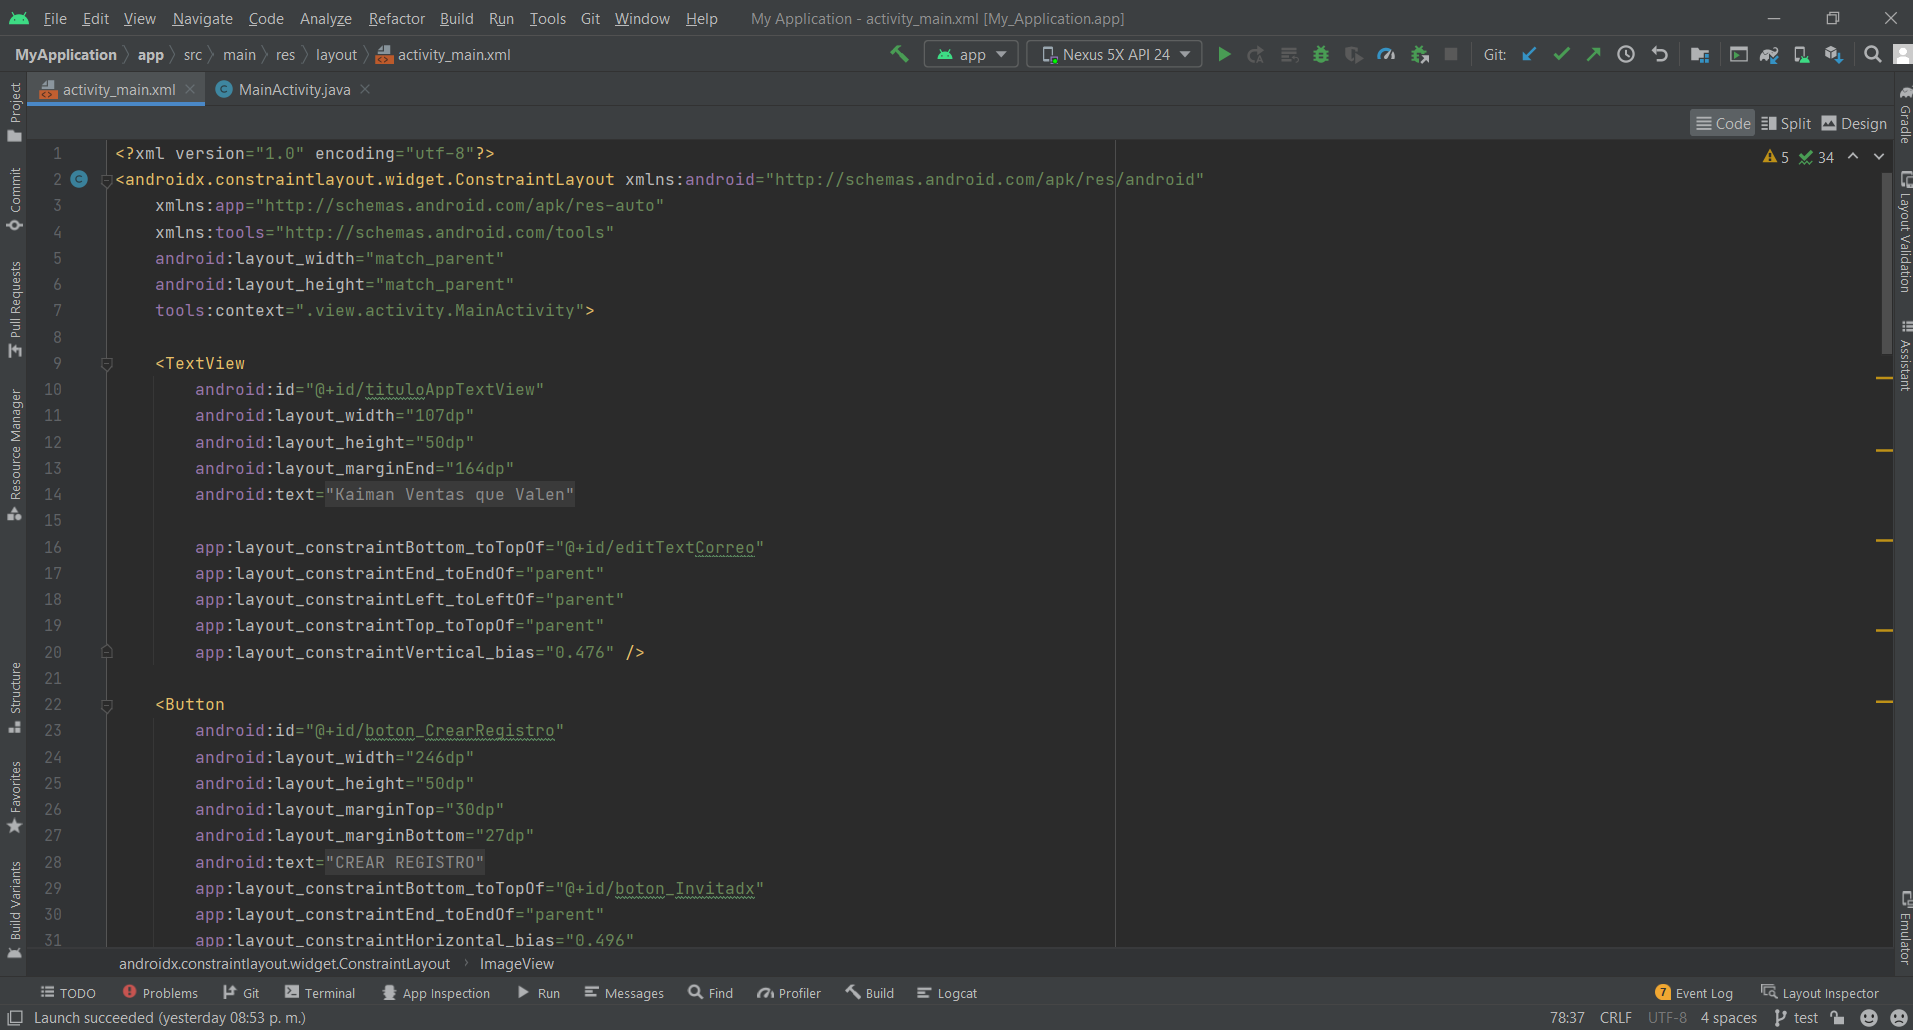 File Edit View Navigate Code Analyze Refactor Build Run Tools Git Window Help My Application - activity_main.xml [My_Application.app]
MyApplication app src main res layout activity_main.xml app Nexus 5X API 24 Git:
activity_main.xml MainActivity.java
Code Split Design
5 34
1 <?xml version="1.0" encoding="utf-8"?>
2 <androidx.constraintlayout.widget.ConstraintLayout xmlns:android="http://schemas.android.com/apk/res/android"
3 xmlns:app="http://schemas.android.com/apk/res-auto"
4 xmlns:tools="http://schemas.android.com/tools"
5 android:layout_width="match_parent"
6 android:layout_height="match_parent"
7 tools:context=".view.activity.MainActivity">
8
9 <TextView
10 android:id="@+id/tituloAppTextView"
11 android:layout_width="107dp"
12 android:layout_height="50dp"
13 android:layout_marginEnd="164dp"
14 android:text="Kaiman Ventas que Valen"
15
16 app:layout_constraintBottom_toTopOf="@+id/editTextCorreo"
17 app:layout_constraintEnd_toEndOf="parent"
18 app:layout_constraintLeft_toLeftOf="parent"
19 app:layout_constraintTop_toTopOf="parent"
20 app:layout_constraintVertical_bias="0.476" />
21
22 <Button
23 android:id="@+id/boton_CrearRegistro"
24 android:layout_width="246dp"
25 android:layout_height="50dp"
26 android:layout_marginTop="30dp"
27 android:layout_marginBottom="27dp"
28 android:text="CREAR REGISTRO"
29 app:layout_constraintBottom_toTopOf="@+id/boton_Invitadx"
30 app:layout_constraintEnd_toEndOf="parent"
31 app:layout_constraintHorizontal_bias="0.496"
androidx.constraintlayout.widget.ConstraintLayout ImageView
Project
Commit
Pull Requests
Resource Manager
Structure
Favorites
Build Variants
Gradle
Layout Validation
Assistant
Emulator
TODO Problems Git Terminal App Inspection Run Messages Find Profiler Build Logcat 7 Event Log Layout Inspector
Launch succeeded (yesterday 08:53 p. m.) 78:37 CRLF UTF-8 4 spaces test